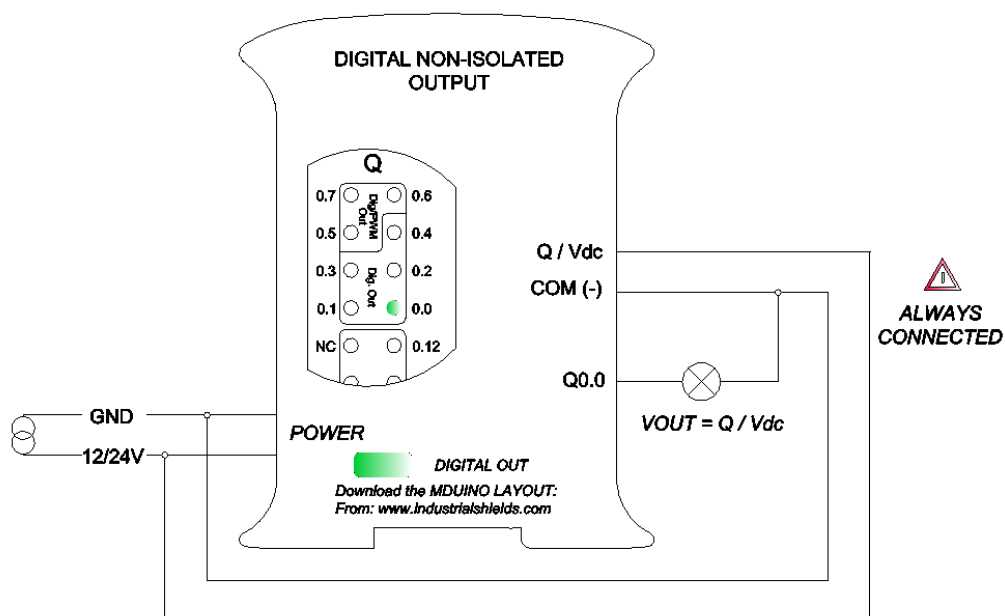 DIGITAL NON-ISOLATED
OUTPUT
Q
0.7
0.6
Dig/PWM
Out
0.5
0.4
0.3
0.2
Dig. Out
0.1
0.0
NC
0.12
Q / Vdc
COM (-)
Q0.0
ALWAYS
CONNECTED
VOUT = Q / Vdc
GND
12/24V
POWER
DIGITAL OUT
Download the MDUINO LAYOUT:
From: www.industrialshields.com